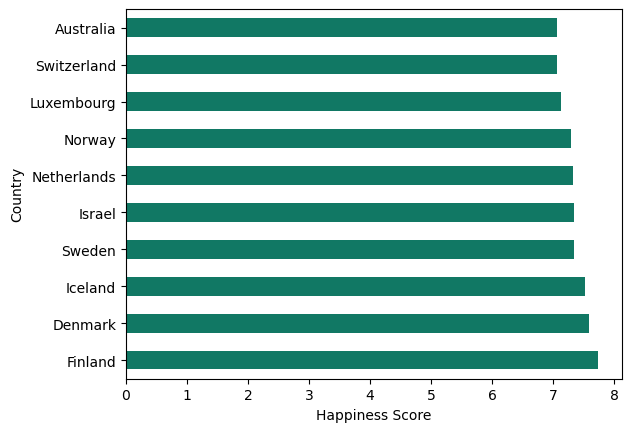 Australia
Switzerland
Luxembourg
Norway
Netherlands
Israel
Sweden
Iceland
Denmark
Finland
Country
0 1 2 3 4 5 6 7 8
Happiness Score